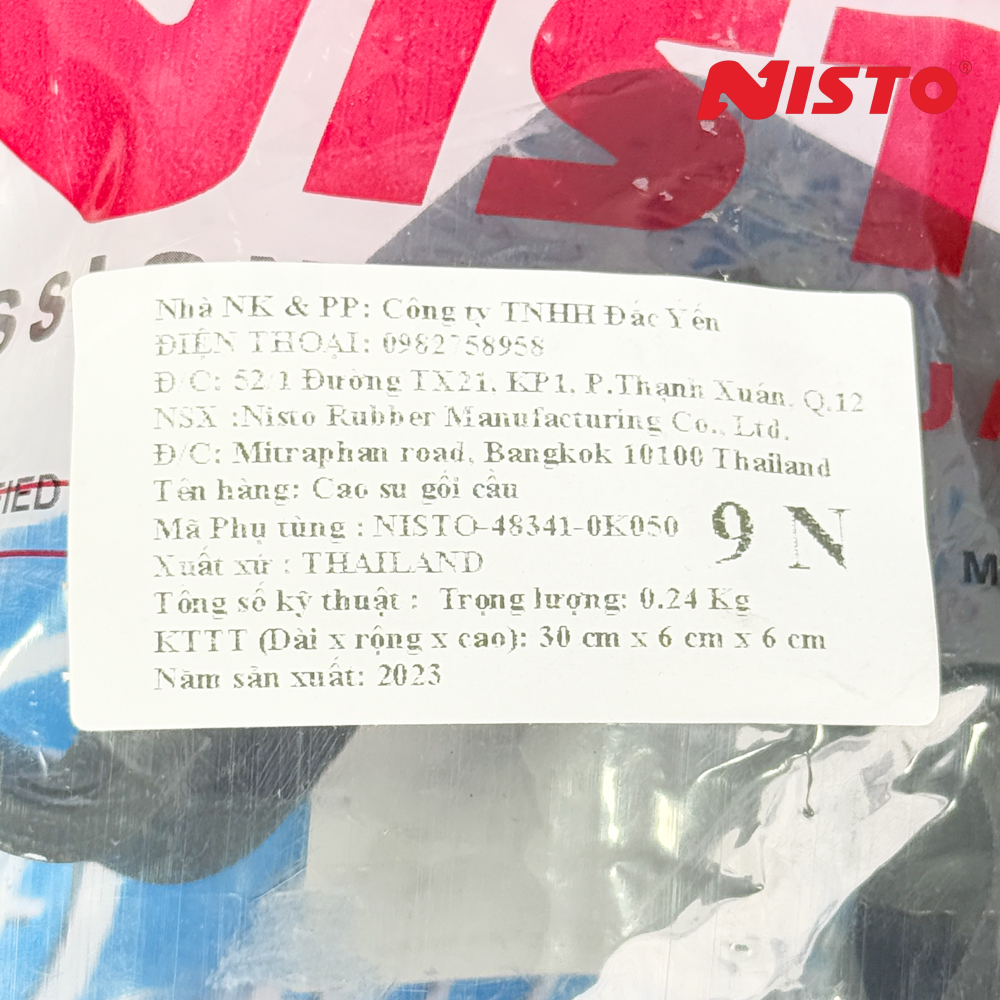 NISTO®
NIST
SSIONA
Nhà NK & PP: Công ty TNHH Đắc Yến
ĐIỆN THOẠI: 0982758958
Đ/C: 52/1 Đường TX21, KP1, P.Thạnh Xuân, Q.12
NSX :Nisto Rubber Manufacturing Co., Ltd.
Đ/C: Mitraphan road, Bangkok 10100 Thailand
Tên hàng: Cao su gối cầu
Mã Phụ tùng : NISTO-48341-0K050
9 N
Xuất xứ : THAILAND
Tổng số kỹ thuật : Trọng lượng: 0.24 Kg
KTTT (Dài x rộng x cao): 30 cm x 6 cm x 6 cm
Năm sản xuất: 2023